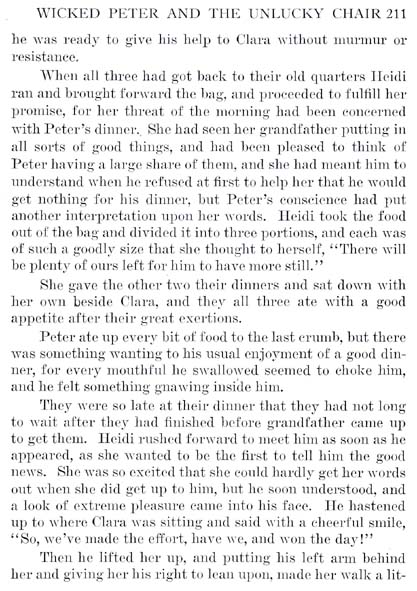 WICKED PETER AND THE UNLUCKY CHAIR 211
he was ready to give his help to Clara without murmur or
resistance.
When all three had got back to their old quarters Heidi
ran and brought forward the bag, and proceeded to fulfill her
promise, for her threat of the morning had been concerned
with Peter's dinner. She had seen her grandfather putting in
all sorts of good things, and had been pleased to think of
Peter having a large share of them, and she had meant him to
understand when he refused at first to help her that he would
get nothing for his dinner, but Peter's conscience had put
another interpretation upon her words. Heidi took the food
out of the bag and divided it into three portions, and each was
of such a goodly size that she thought to herself, "There will
be plenty of ours left for him to have more still."
She gave the other two their dinners and sat down with
her own beside Clara, and they all three ate with a good
appetite after their great exertions.
Peter ate up every bit of food to the last crumb, but there
was something wanting to his usual enjoyment of a good din-
ner, for every mouthful he swallowed seemed to choke him,
and he felt something gnawing inside him.
They were so late at their dinner that they had not long
to wait after they had finished before grandfather came up
to get them. Heidi rushed forward to meet him as soon as he
appeared, as she wanted to be the first to tell him the good
news. She was so excited that she could hardly get her words
out when she did get up to him, but he soon understood, and
a look of extreme pleasure came into his face. He hastened
up to where Clara was sitting and said with a cheerful smile,
"So, we've made the effort, have we, and won the day!"
Then he lifted her up, and putting his left arm behind
her and giving her his right to lean upon, made her walk a lit-